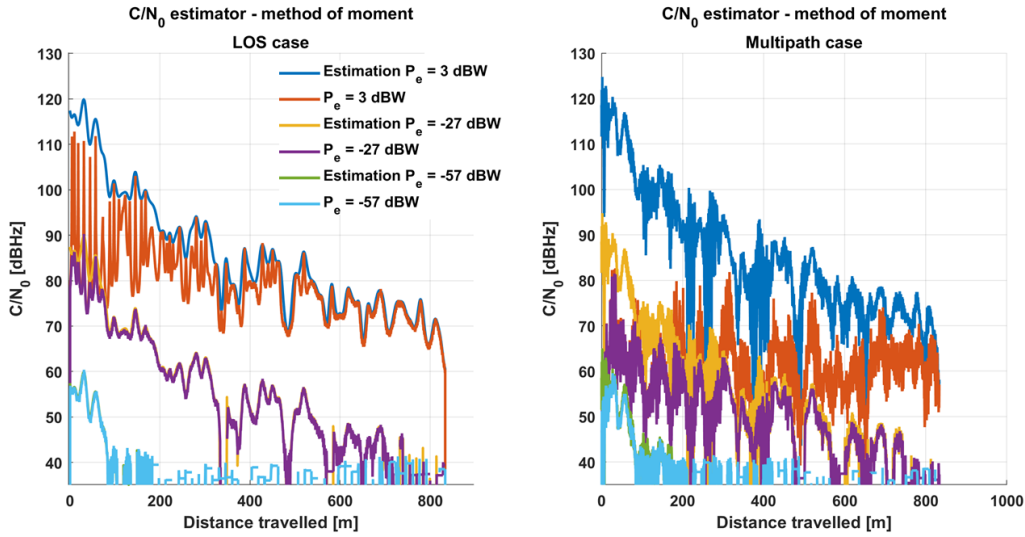 C/N0 estimator - method of moment
LOS case
130
120
110
100
90
80
70
60
50
40
C/N0 [dBHz]
Estimation Pe = 3 dBW
Pe = 3 dBW
Estimation Pe = -27 dBW
Pe = -27 dBW
Estimation Pe = -57 dBW
Pe = -57 dBW
0
200
400
600
800
Distance travelled [m]
C/N0 estimator - method of moment
Multipath case
130
120
110
100
90
80
70
60
50
40
C/N0 [dBHz]
0
200
400
600
800
1000
Distance travelled [m]